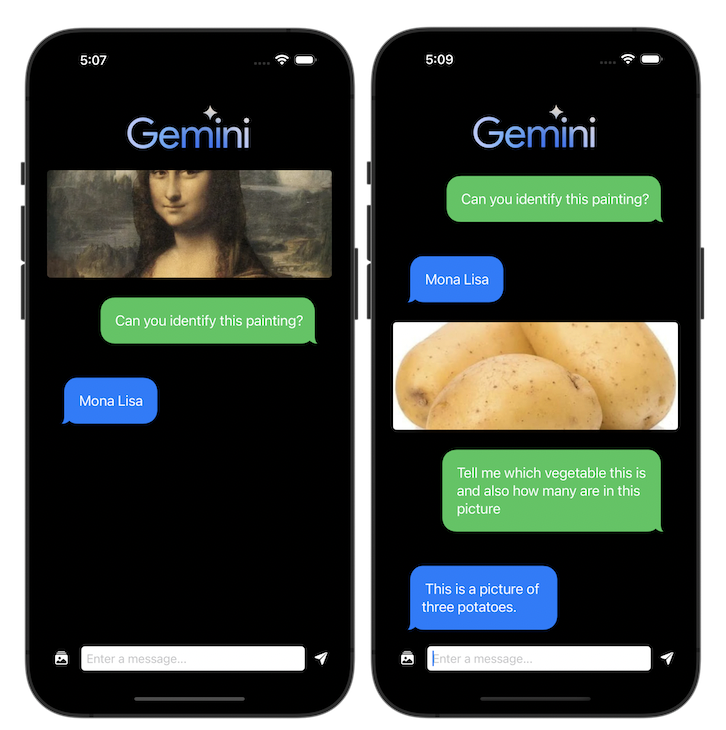 5:07
Gemini
Can you identify this painting?
Mona Lisa
Enter a message...
5:09
Gemini
Can you identify this painting?
Mona Lisa
Tell me which vegetable this is
and also how many are in this
picture
This is a picture of
three potatoes.
Enter a message...